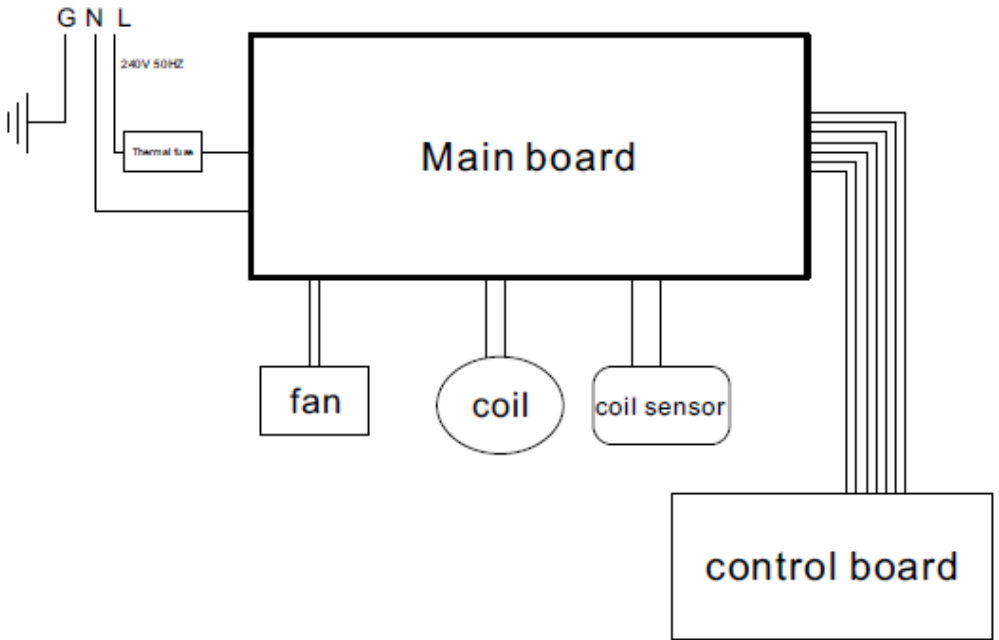 G N L
240V 50HZ
Thermal fuse
Main board
fan
coil
coil sensor
control board